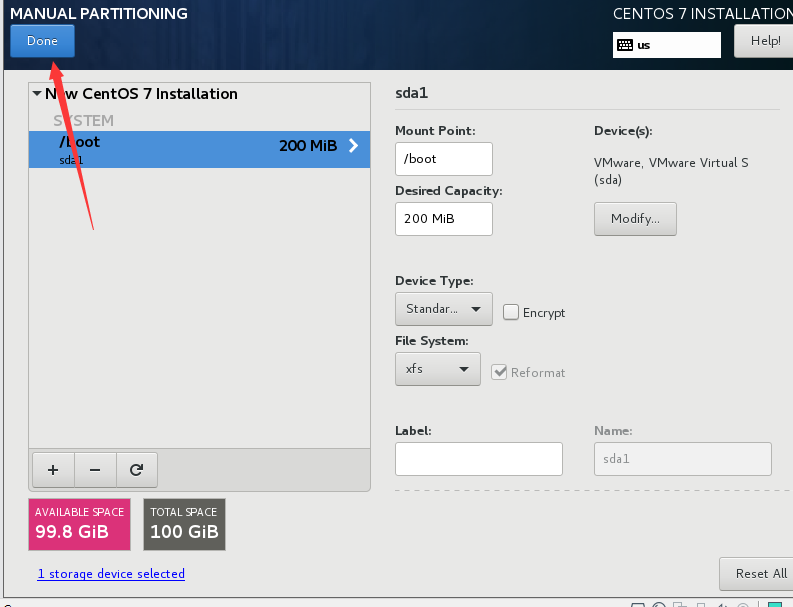 MANUAL PARTITIONING
CENTOS 7 INSTALLATION
Done
us
Help!
New CentOS 7 Installation
SYSTEM
/boot
200 MiB
sda1
sda1
Mount Point:
/boot
Desired Capacity:
200 MiB
Device(s):
VMware, VMware Virtual S
(sda)
Modify...
Device Type:
Standar...
Encrypt
File System:
xfs
Reformat
Label:
Name:
sda1
+ −
AVAILABLE SPACE
99.8 GiB
TOTAL SPACE
100 GiB
1 storage device selected
Reset All